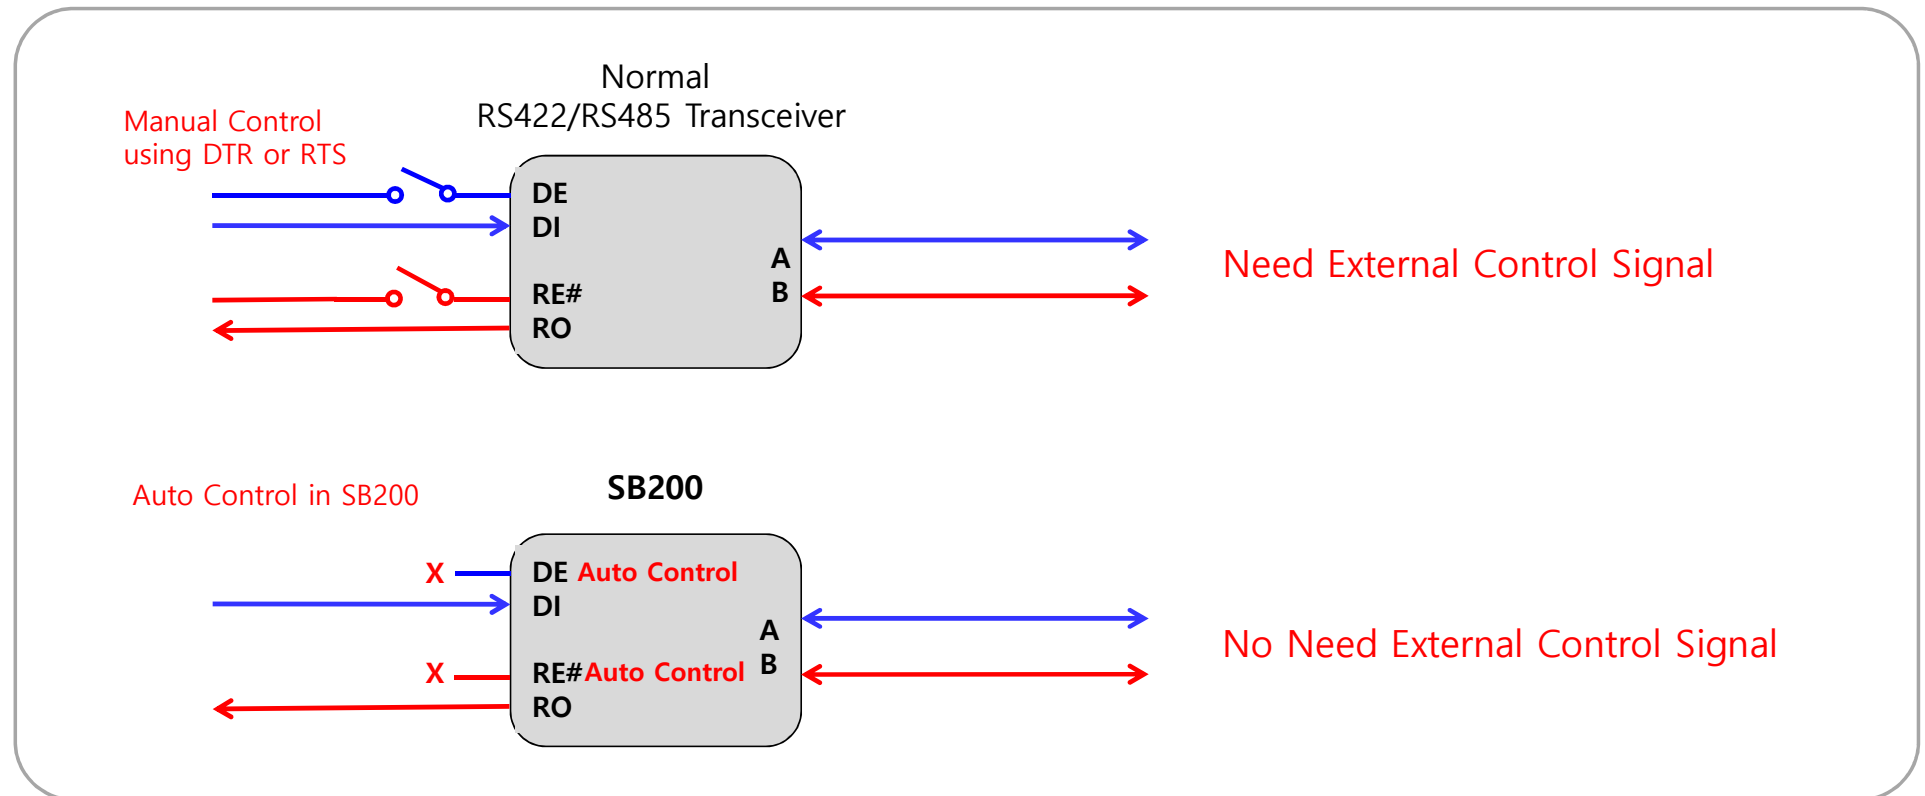 Normal
RS422/RS485 Transceiver
Manual Control
using DTR or RTS
DE
DI
A
B
RE#
RO
Need External Control Signal
SB200
Auto Control in SB200
X
DE Auto Control
DI
A
B
X
RE#Auto Control
RO
No Need External Control Signal